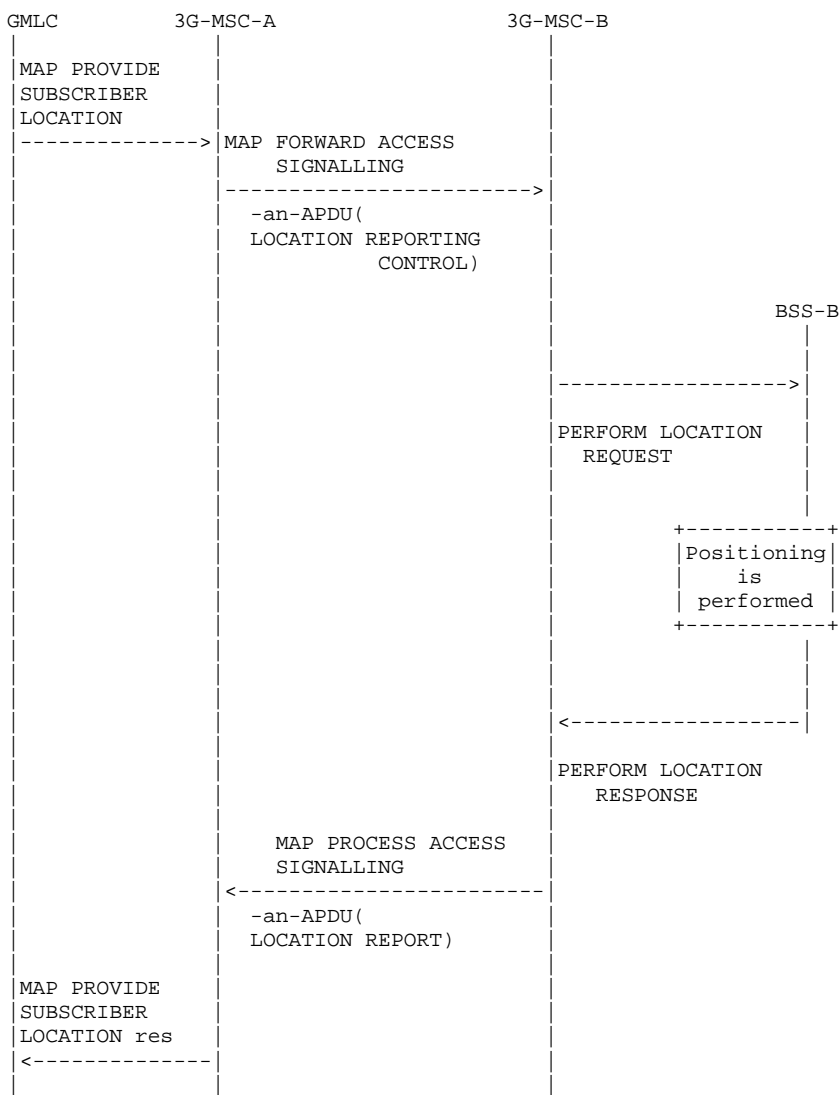 GMLC 3G-MSC-A 3G-MSC-B
MAP PROVIDE
SUBSCRIBER
LOCATION
MAP FORWARD ACCESS
SIGNALLING
-an-APDU(
LOCATION REPORTING
CONTROL)
BSS-B
PERFORM LOCATION
REQUEST
Positioning
is
performed
PERFORM LOCATION
RESPONSE
MAP PROCESS ACCESS
SIGNALLING
-an-APDU(
LOCATION REPORT)
MAP PROVIDE
SUBSCRIBER
LOCATION res